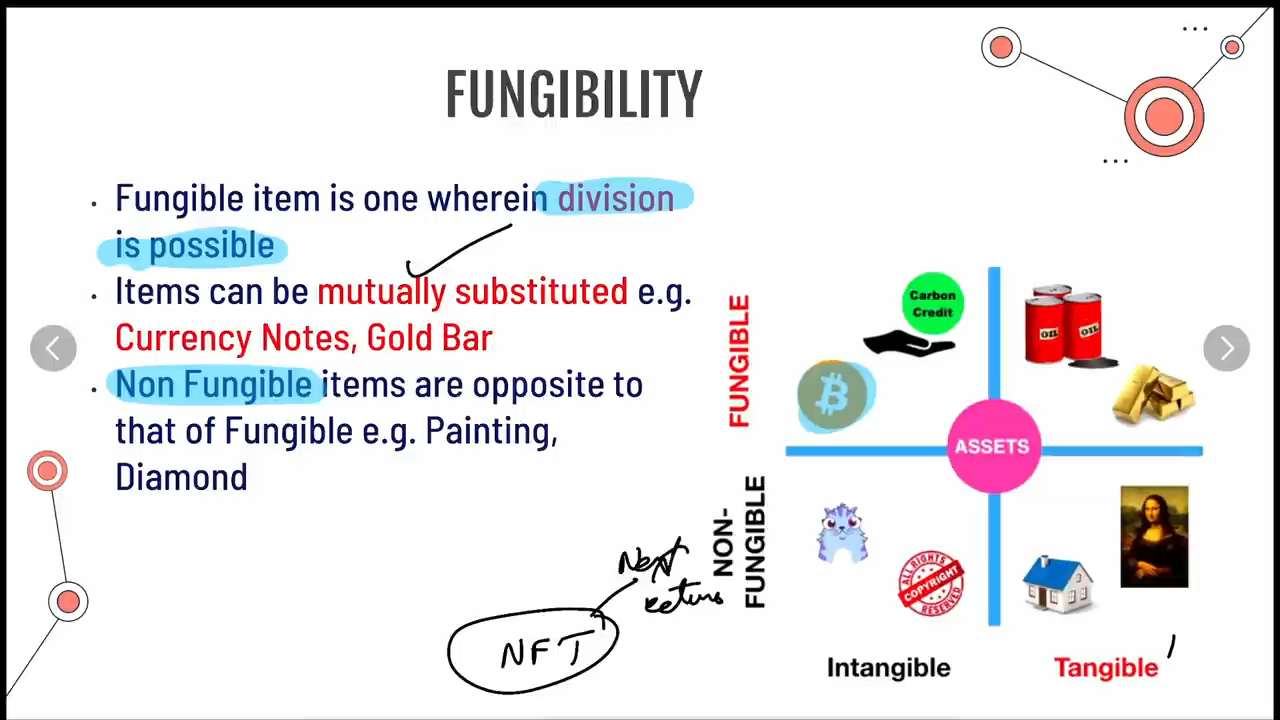 FUNGIBILITY
Fungible item is one wherein division
is possible
Items can be mutually substituted e.g.
Currency Notes, Gold Bar
Non Fungible items are opposite to
that of Fungible e.g. Painting,
Diamond
FUNGIBLE
Carbon
Credit
OIL
OIL
ASSETS
NON-
FUNGIBLE
ALL RIGHTS
COPYRIGHT
RESERVED
Intangible
Tangible
Next
NFT